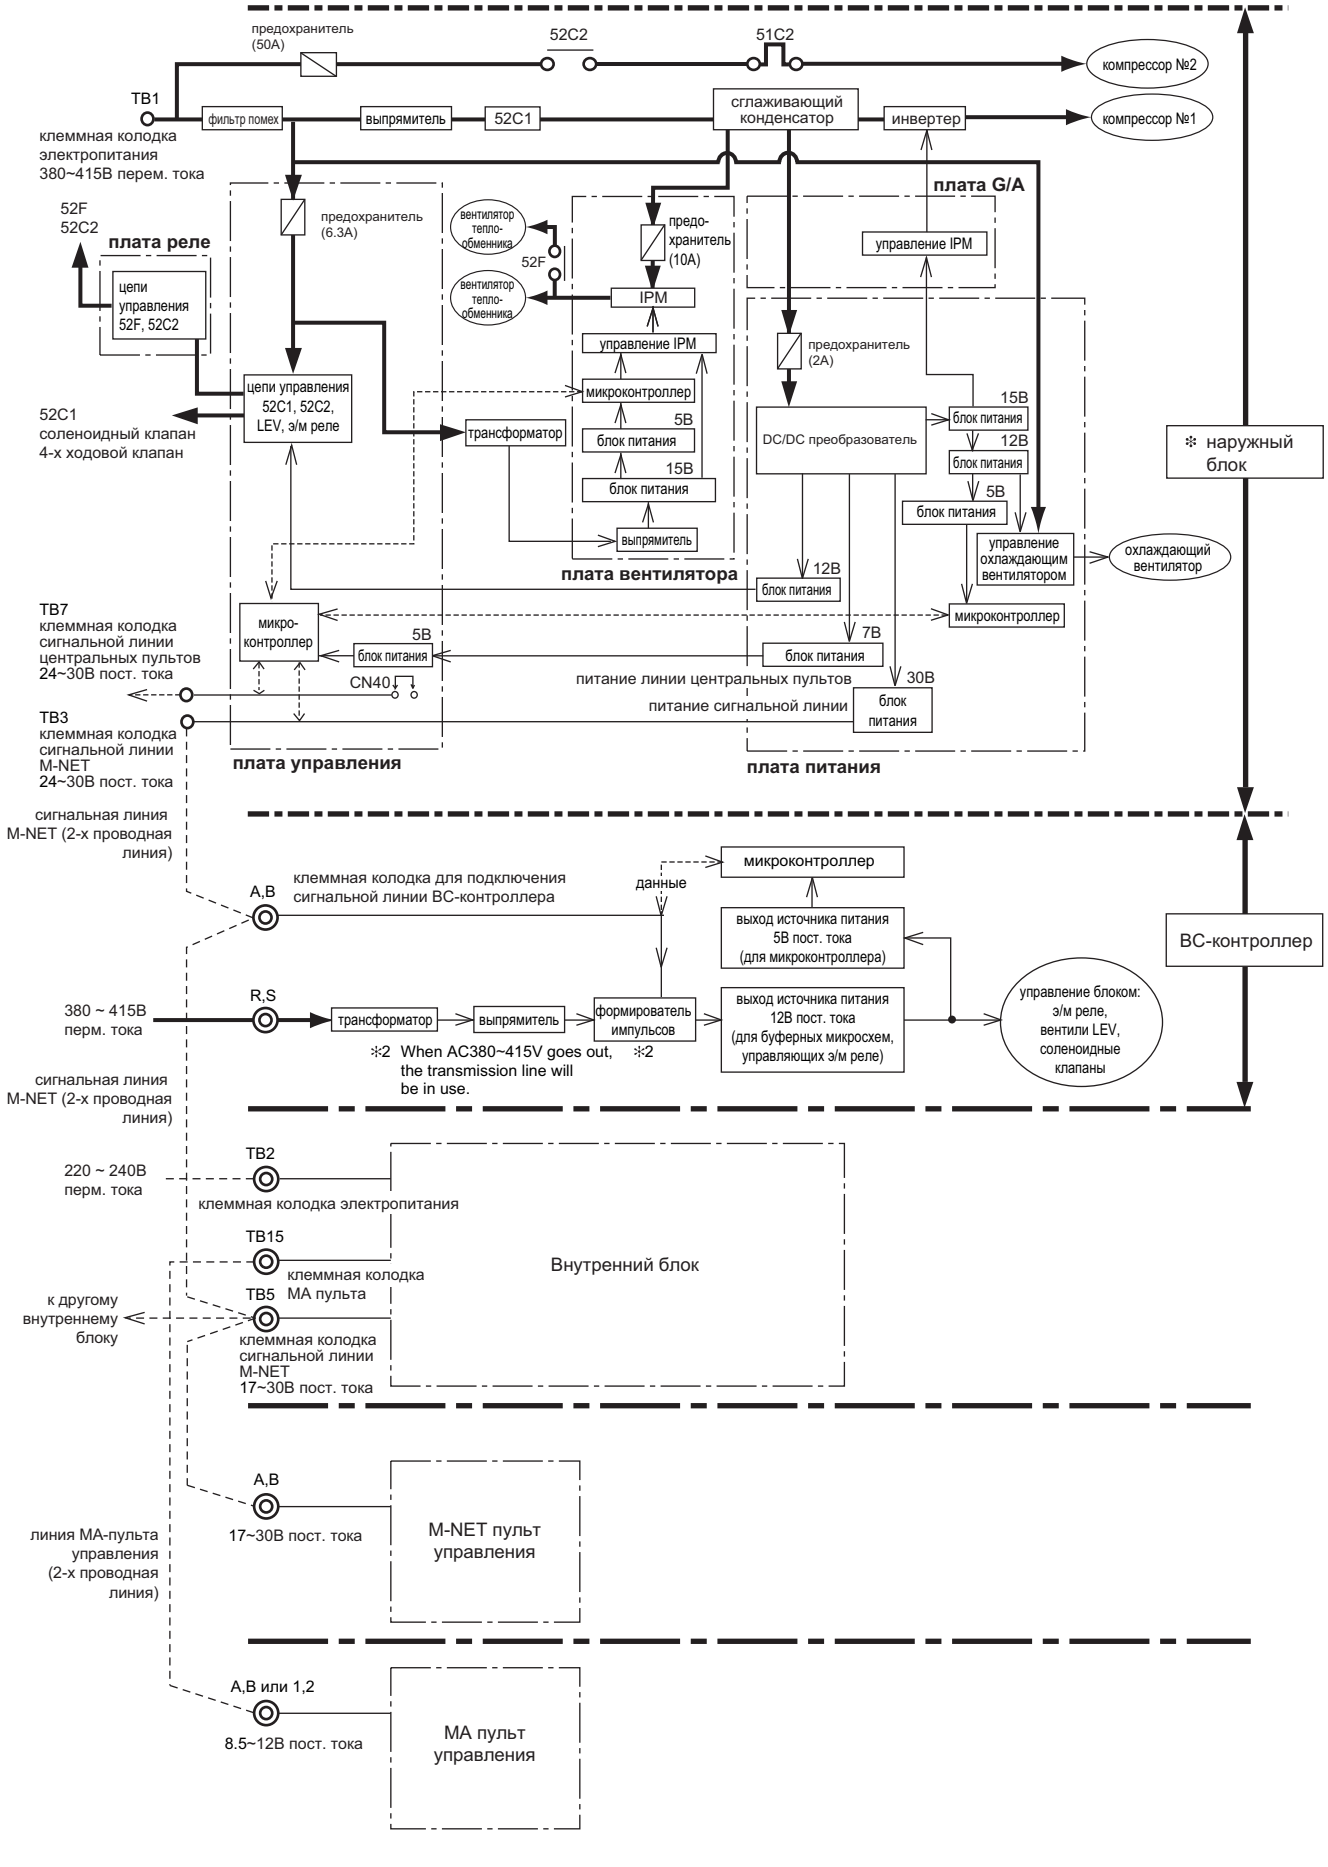 предохранитель
(50А)
52C2
51C2
компрессор №2
TB1
фильтр помех
выпрямитель
52C1
сглаживающий
конденсатор
инвертер
компрессор №1
клеммная колодка
электропитания
380~415В перем. тока
плата G/A
52F
52C2
плата реле
цепи
управления
52F, 52C2
предохранитель
(6.3А)
вентилятор
тепло-
обменника
52F
вентилятор
тепло-
обменника
предо-
хранитель
(10А)
IPM
управление IPM
микроконтроллер
5В
блок питания
15В
блок питания
выпрямитель
плата вентилятора
управление IPM
предохранитель
(2А)
DC/DC преобразователь
15В
блок питания
12В
блок питания
5В
блок питания
управление
охлаждающим
вентилятором
охлаждающий
вентилятор
✻ наружный
блок
цепи управления
52C1, 52C2,
LEV, э/м реле
52C1
соленоидный клапан
4-х ходовой клапан
трансформатор
12В
блок питания
микроконтроллер
TB7
клеммная колодка
сигнальной линии
центральных пультов
24~30В пост. тока
микро-
контроллер
5В
блок питания
CN40
7В
блок питания
питание линии центральных пультов
30В
питание сигнальной линии
блок
питания
TB3
клеммная колодка
сигнальной линии
M-NET
24~30В пост. тока
плата управления
плата питания
сигнальная линия
M-NET (2-х проводная
линия)
A,B
клеммная колодка для подключения
сигнальной линии ВС-контроллера
данные
микроконтроллер
выход источника питания
5В пост. тока
(для микроконтроллера)
ВС-контроллер
380 ~ 415В
перм. тока
R,S
трансформатор
выпрямитель
формирователь
импульсов
выход источника питания
12В пост. тока
(для буферных микросхем,
управляющих э/м реле)
управление блоком:
э/м реле,
вентили LEV,
соленоидные
клапаны
✻2 When AC380~415V goes out,
the transmission line will
be in use.
✻2
сигнальная линия
M-NET (2-х проводная
линия)
220 ~ 240В
перм. тока
TB2
клеммная колодка электропитания
TB15
клеммная колодка
МА пульта
Внутренний блок
к другому
внутреннему
блоку
TB5
клеммная колодка
сигнальной линии
M-NET
17~30В пост. тока
A,B
17~30В пост. тока
M-NET пульт
управления
линия МА-пульта
управления
(2-х проводная
линия)
A,B или 1,2
8.5~12В пост. тока
МА пульт
управления